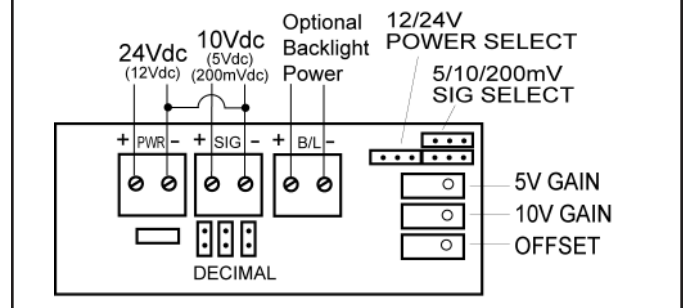 24Vdc
(12Vdc)
10Vdc
(5Vdc)
(200mVdc)
Optional
Backlight
Power
12/24V
POWER SELECT
5/10/200mV
SIG SELECT
+ PWR - + SIG - + B/L -
5V GAIN
10V GAIN
OFFSET
DECIMAL